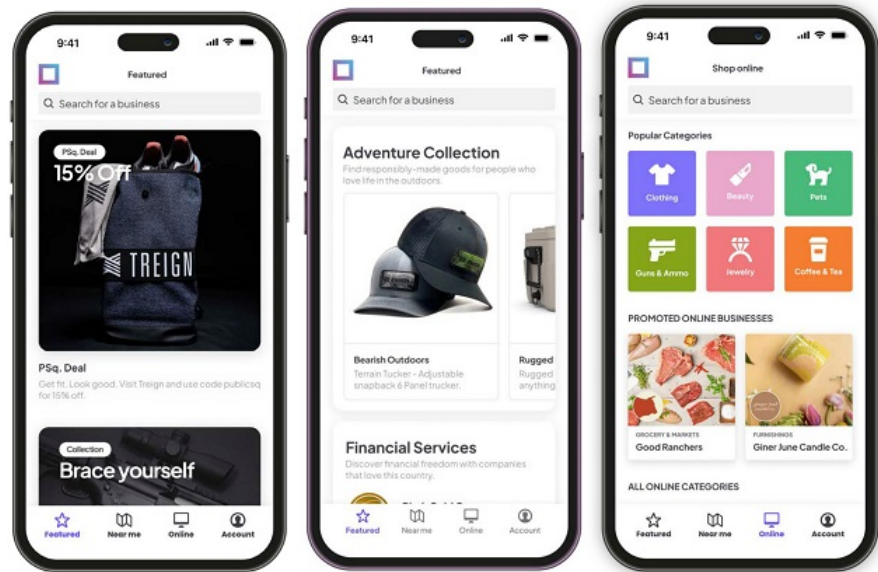 9:41
Featured
Search for a business
PSq. Deal
15% Off
TREIGN
PSq. Deal
Get fit. Look good. Visit Treign and use code publicsq
for 15% off.
Collection
Brace yourself
Featured
Near me
Online
Account
9:41
Featured
Search for a business
Adventure Collection
Find responsibly-made goods for people who
love life in the outdoors.
Bearish Outdoors
Terrain Tucker - Adjustable
snapback 6 Panel trucker.
Rugged
Rugged
anything
Financial Services
Discover financial freedom with companies
that love this country.
Featured
Near me
Online
Account
9:41
Shop online
Search for a business
Popular Categories
Clothing
Beauty
Pets
Guns & Ammo
Jewelry
Coffee & Tea
PROMOTED ONLINE BUSINESSES
GROCERY & MARKETS
Good Ranchers
FURNISHINGS
Giner June Candle Co.
ALL ONLINE CATEGORIES
Featured
Near me
Online
Account